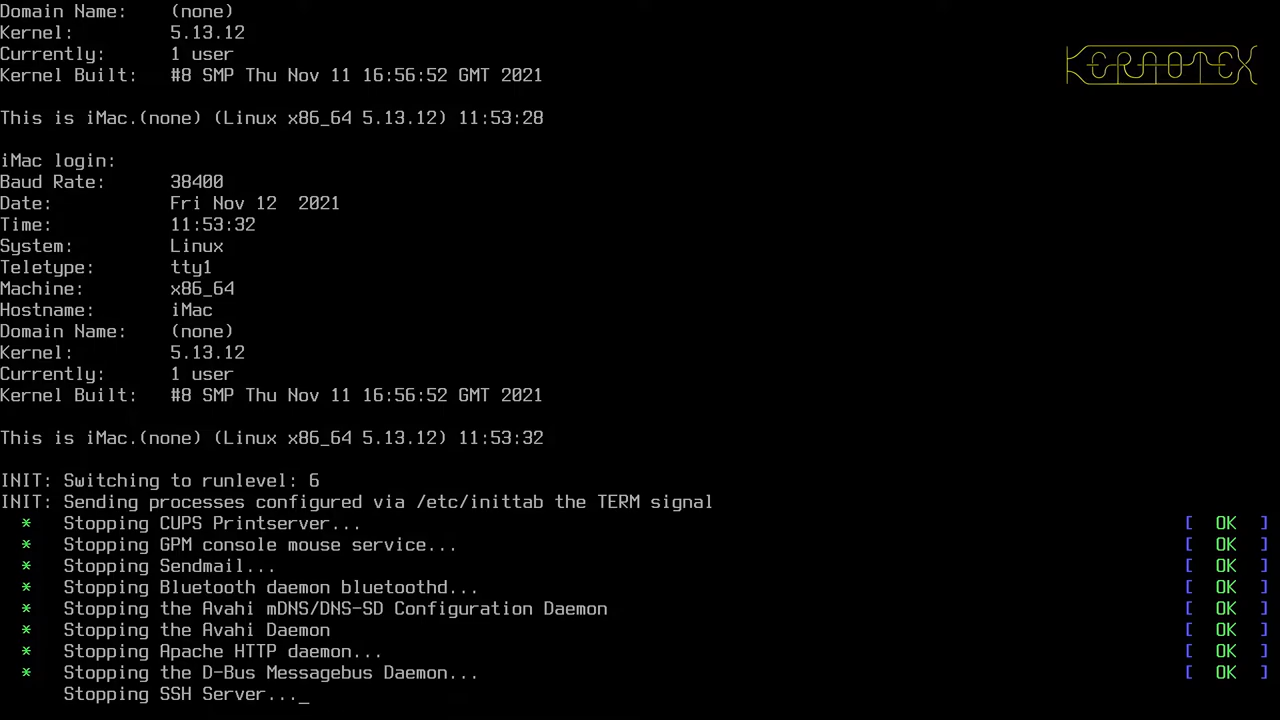 Domain Name:    (none)
Kernel:         5.13.12
Currently:      1 user
Kernel Built:   #8 SMP Thu Nov 11 16:56:52 GMT 2021
KERNOTEX
This is iMac.(none) (Linux x86_64 5.13.12) 11:53:28
iMac login:
Baud Rate:      38400
Date:           Fri Nov 12  2021
Time:           11:53:32
System:         Linux
Teletype:       tty1
Machine:        x86_64
Hostname:       iMac
Domain Name:    (none)
Kernel:         5.13.12
Currently:      1 user
Kernel Built:   #8 SMP Thu Nov 11 16:56:52 GMT 2021
This is iMac.(none) (Linux x86_64 5.13.12) 11:53:32
INIT: Switching to runlevel: 6
INIT: Sending processes configured via /etc/inittab the TERM signal
*   Stopping CUPS Printserver... [  OK  ]
*   Stopping GPM console mouse service... [  OK  ]
*   Stopping Sendmail... [  OK  ]
*   Stopping Bluetooth daemon bluetoothd... [  OK  ]
*   Stopping the Avahi mDNS/DNS-SD Configuration Daemon [  OK  ]
*   Stopping the Avahi Daemon [  OK  ]
*   Stopping Apache HTTP daemon... [  OK  ]
*   Stopping the D-Bus Messagebus Daemon... [  OK  ]
Stopping SSH Server..._